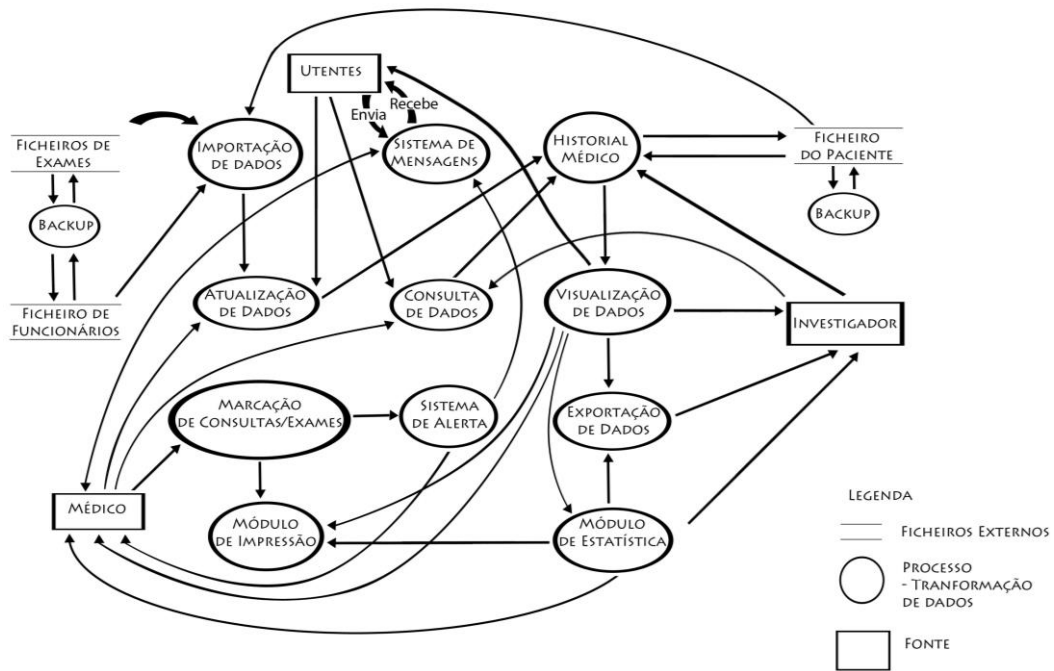 Utentes
Envia
Recebe
Ficheiros de
Exames
Importação
de dados
Sistema de
Mensagens
Historial
Médico
Ficheiro
do Paciente
Backup
Backup
Ficheiro de
Funcionários
Atualização
de Dados
Consulta
de Dados
Visualização
de Dados
Investigador
Marcação
de Consultas/Exames
Sistema
de Alerta
Exportação
de Dados
Médico
Módulo
de Impressão
Módulo
de Estatística
Legenda
Ficheiros Externos
Processo
- Tranformação
de dados
Fonte